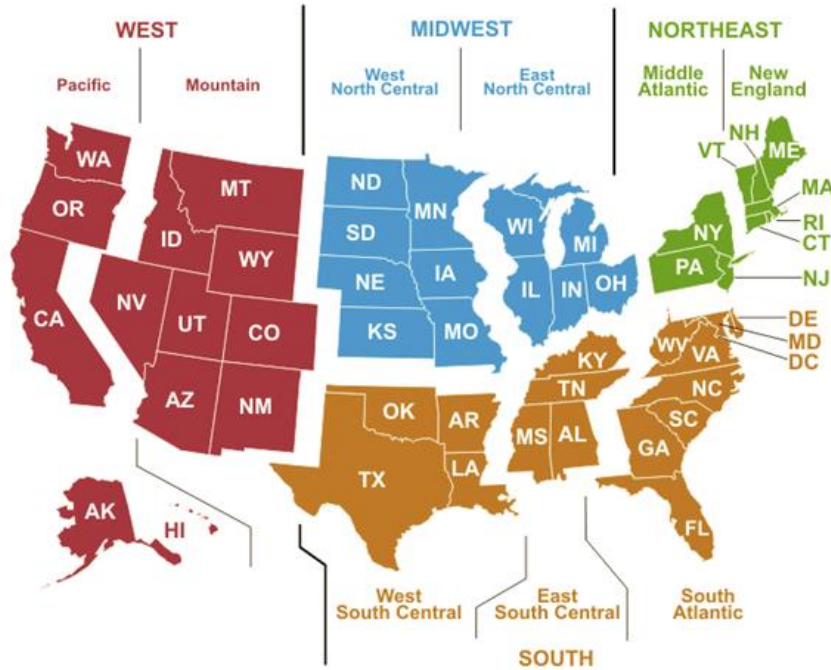 WEST
MIDWEST
NORTHEAST
Pacific
Mountain
West
North Central
East
North Central
Middle
Atlantic
New
England
WA
OR
CA
NV
ID
MT
WY
UT
CO
AZ
NM
AK
HI
ND
SD
NE
KS
MN
IA
MO
WI
MI
IL
IN
OH
NH
VT
ME
MA
RI
CT
NY
PA
NJ
DE
MD
DC
WV
VA
KY
TN
NC
SC
GA
FL
OK
AR
TX
LA
MS
AL
West
South Central
East
South Central
South
Atlantic
SOUTH